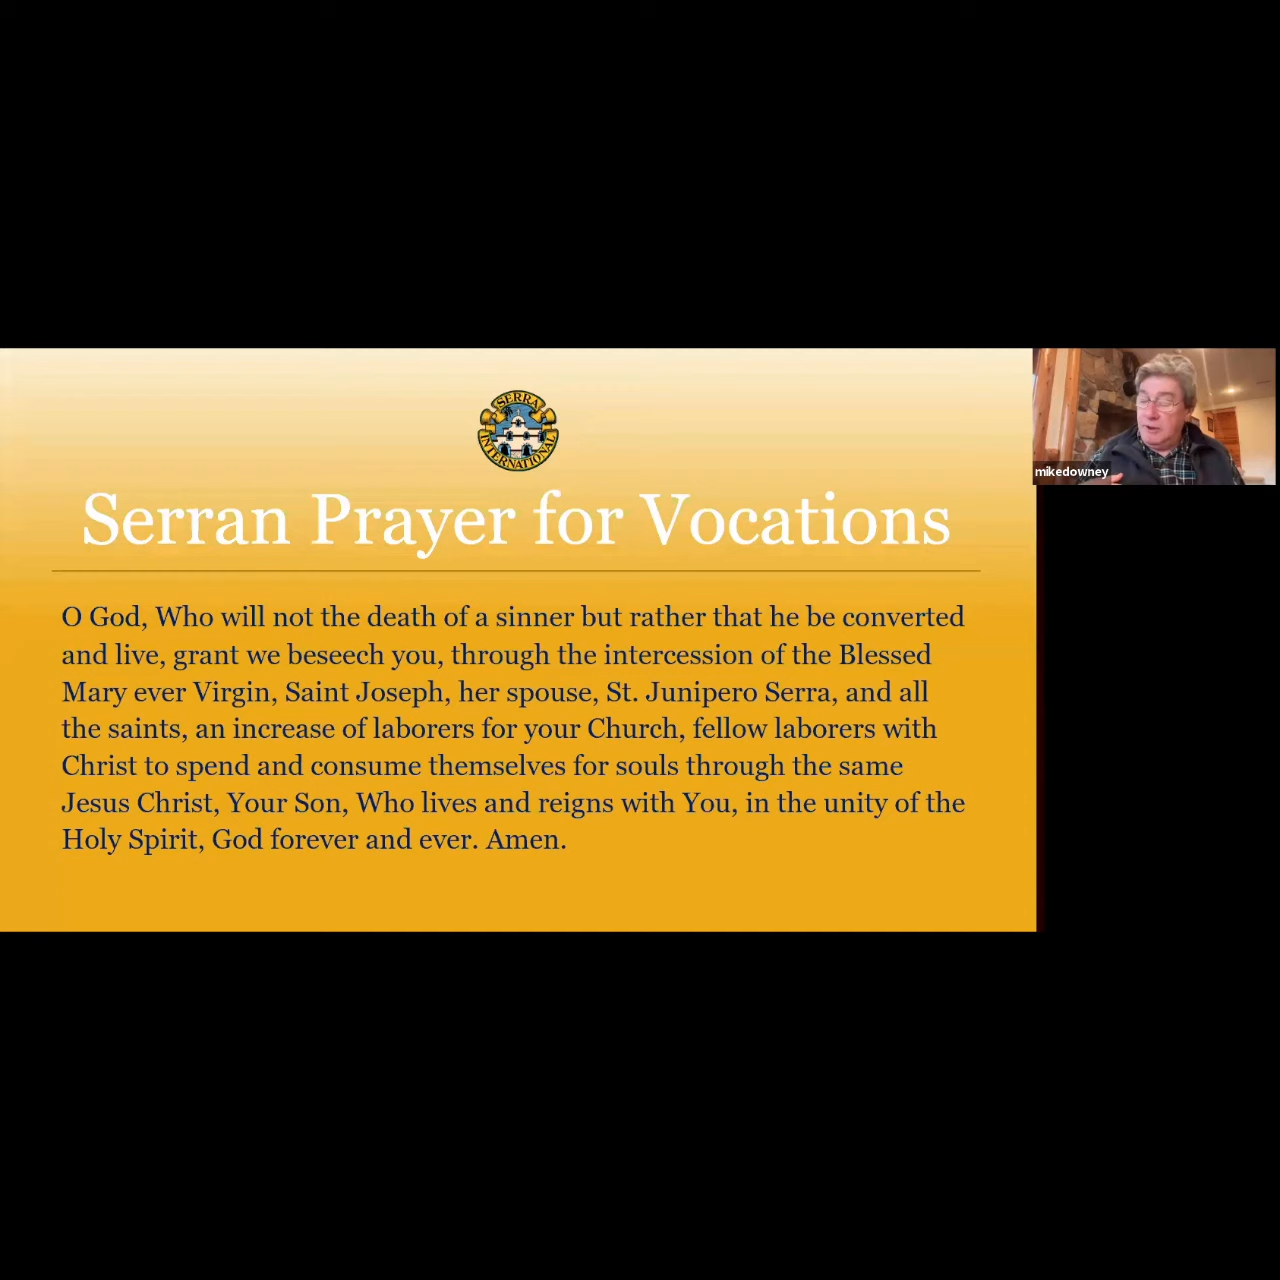 SERRA
INTERNATIONAL
Serran Prayer for Vocations
O God, Who will not the death of a sinner but rather that he be converted
and live, grant we beseech you, through the intercession of the Blessed
Mary ever Virgin, Saint Joseph, her spouse, St. Junipero Serra, and all
the saints, an increase of laborers for your Church, fellow laborers with
Christ to spend and consume themselves for souls through the same
Jesus Christ, Your Son, Who lives and reigns with You, in the unity of the
Holy Spirit, God forever and ever. Amen.
mikedowney